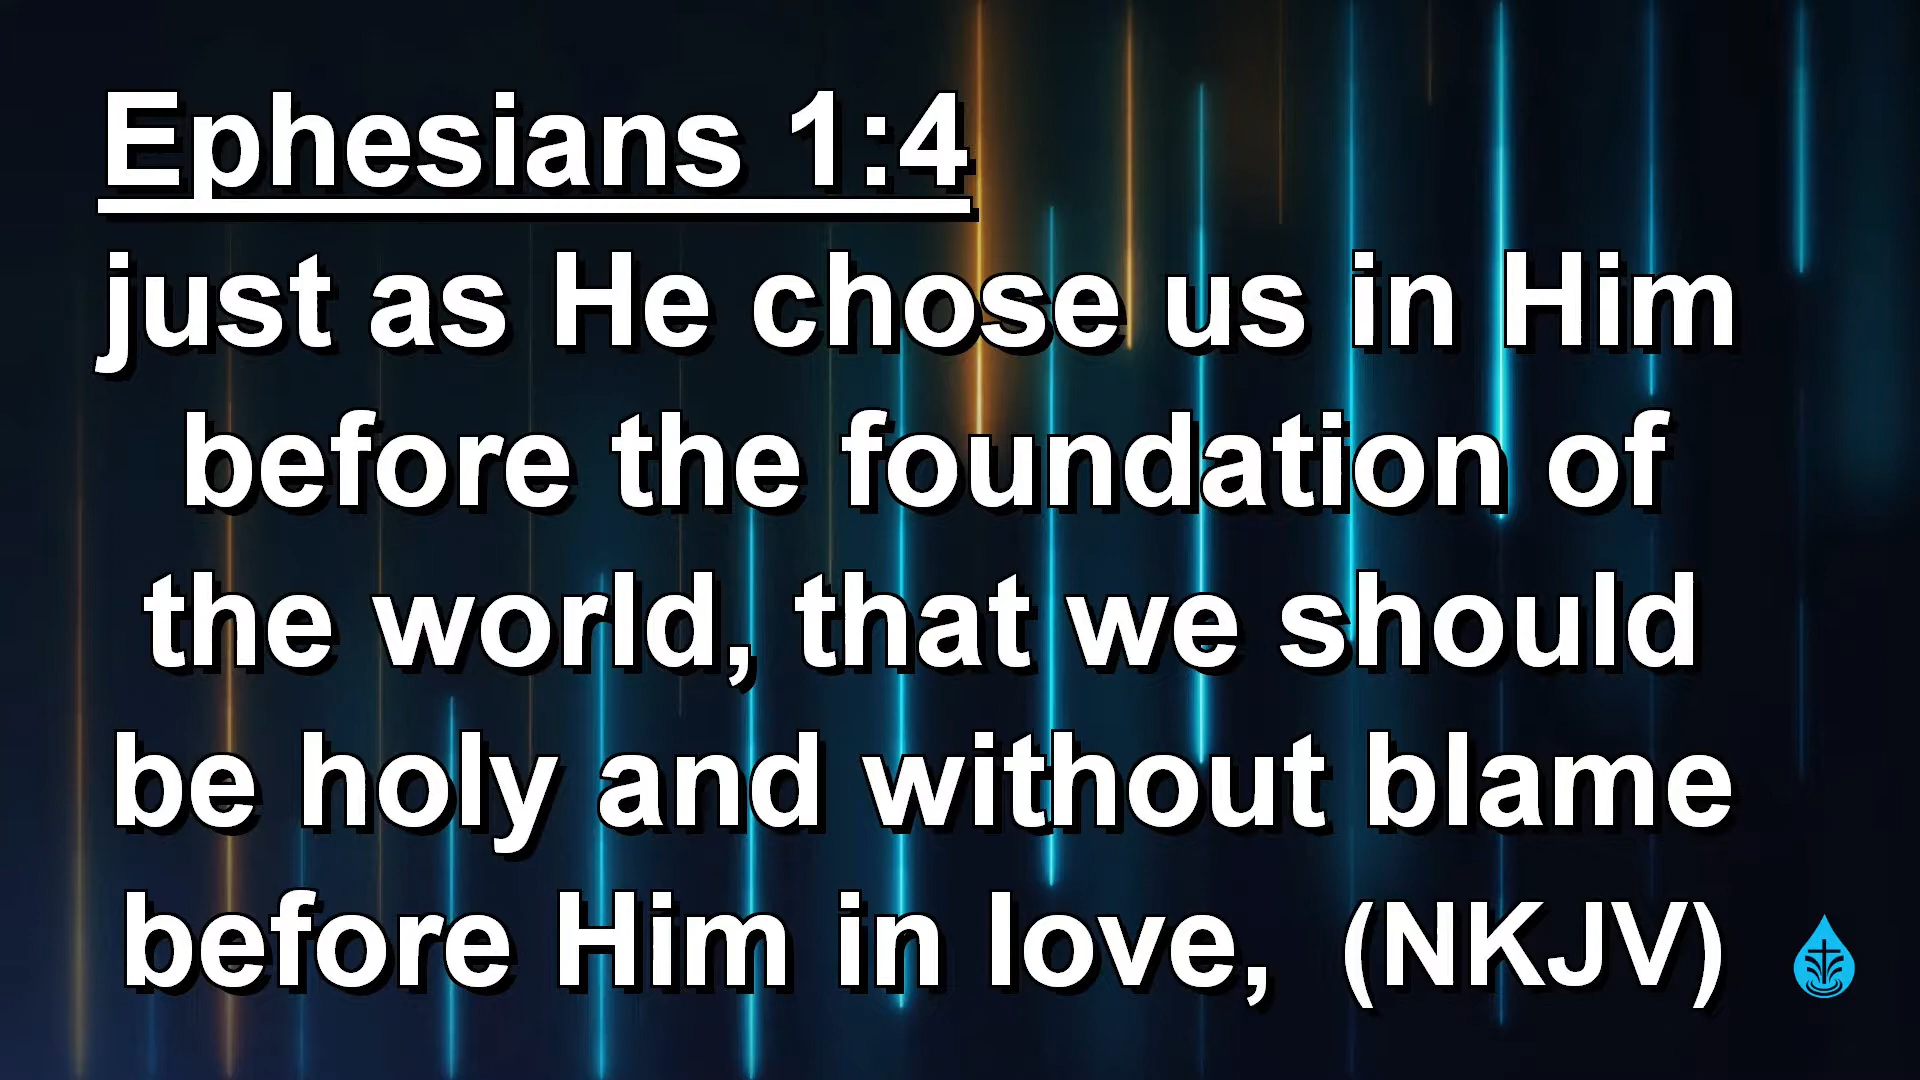 Ephesians 1:4
just as He chose us in Him
before the foundation of
the world, that we should
be holy and without blame
before Him in love, (NKJV)